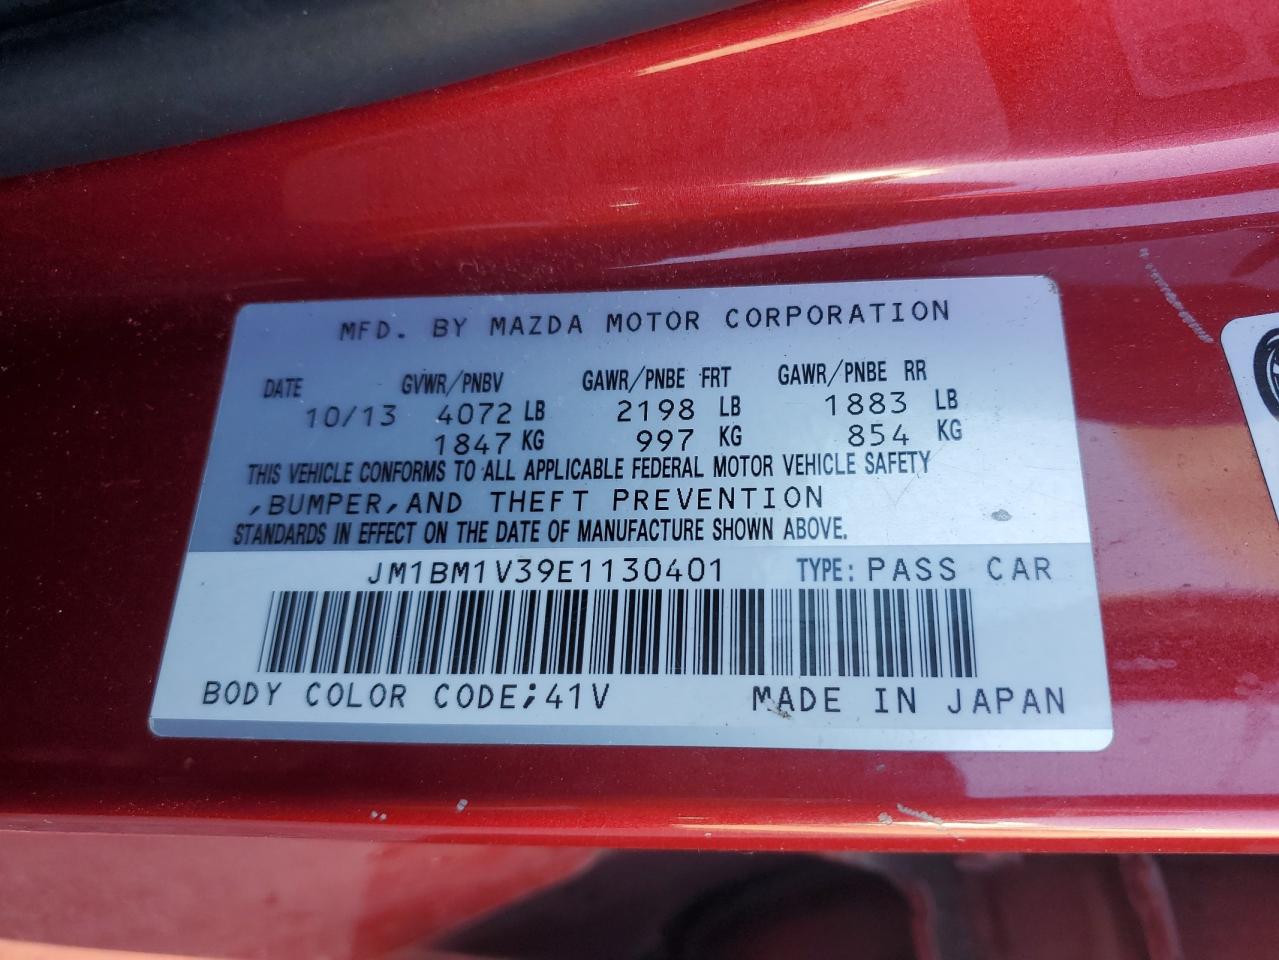 MFD. BY MAZDA MOTOR CORPORATION
DATE GVWR/PNBV GAWR/PNBE FRT GAWR/PNBE RR
10/13 4072 LB 2198 LB 1883 LB
1847 KG 997 KG 854 KG
THIS VEHICLE CONFORMS TO ALL APPLICABLE FEDERAL MOTOR VEHICLE SAFETY
,BUMPER,AND THEFT PREVENTION
STANDARDS IN EFFECT ON THE DATE OF MANUFACTURE SHOWN ABOVE.
JM1BM1V39E1130401 TYPE: PASS CAR
BODY COLOR CODE;41V MADE IN JAPAN